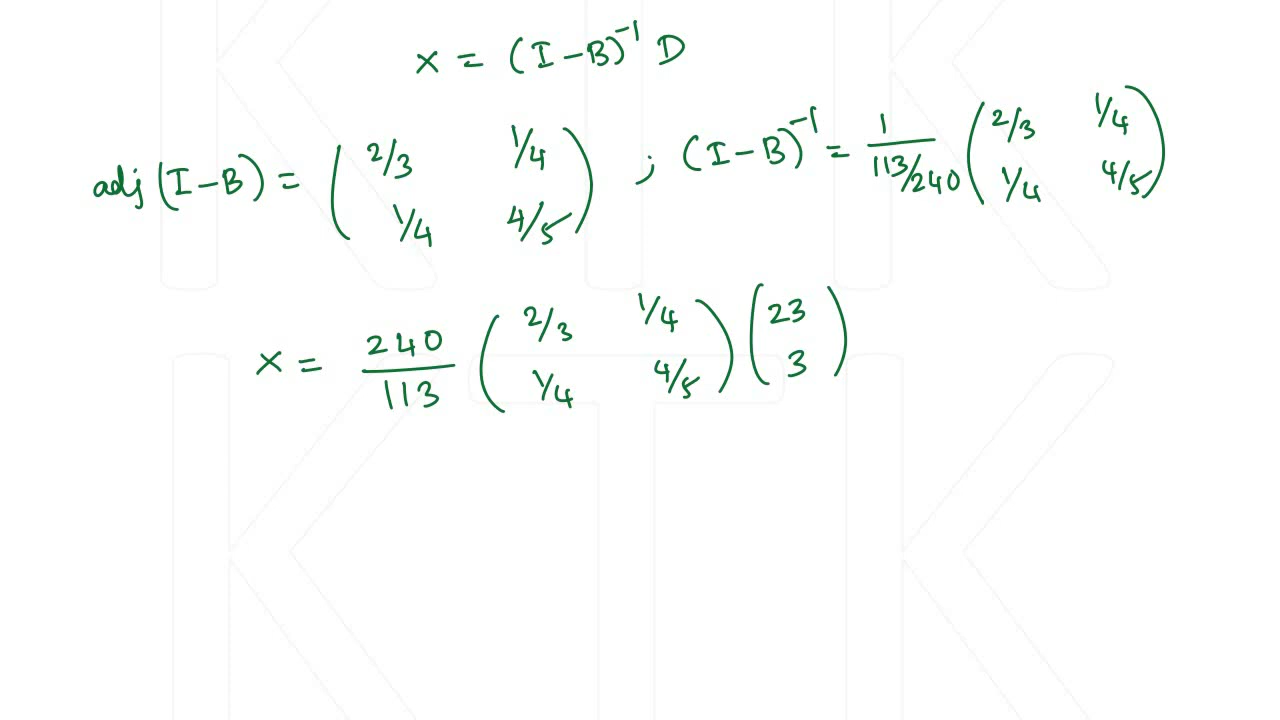 X = (I-B)⁻¹ D
adj (I-B) = ( 2/3 1/4 ; 1/4 4/5 ) ; (I-B)⁻¹ = 1 / (113/240) ( 2/3 1/4 ; 1/4 4/5 )
X = 240/113 ( 2/3 1/4 ; 1/4 4/5 ) ( 23 ; 3 )
K T K
K T K